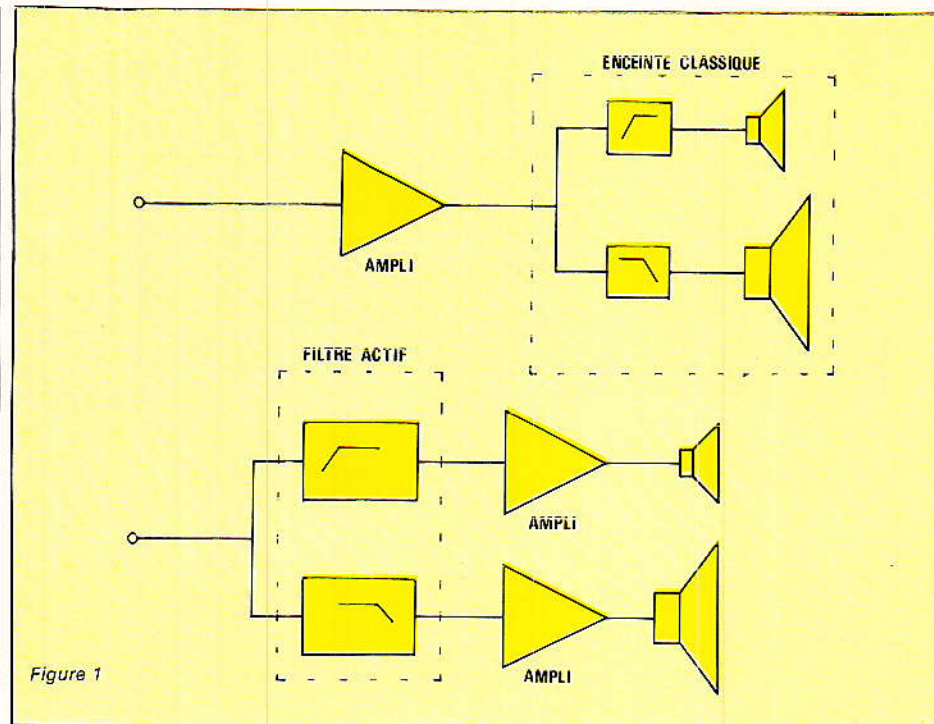 ENCEINTE CLASSIQUE
AMPLI
FILTRE ACTIF
AMPLI
AMPLI
Figure 1